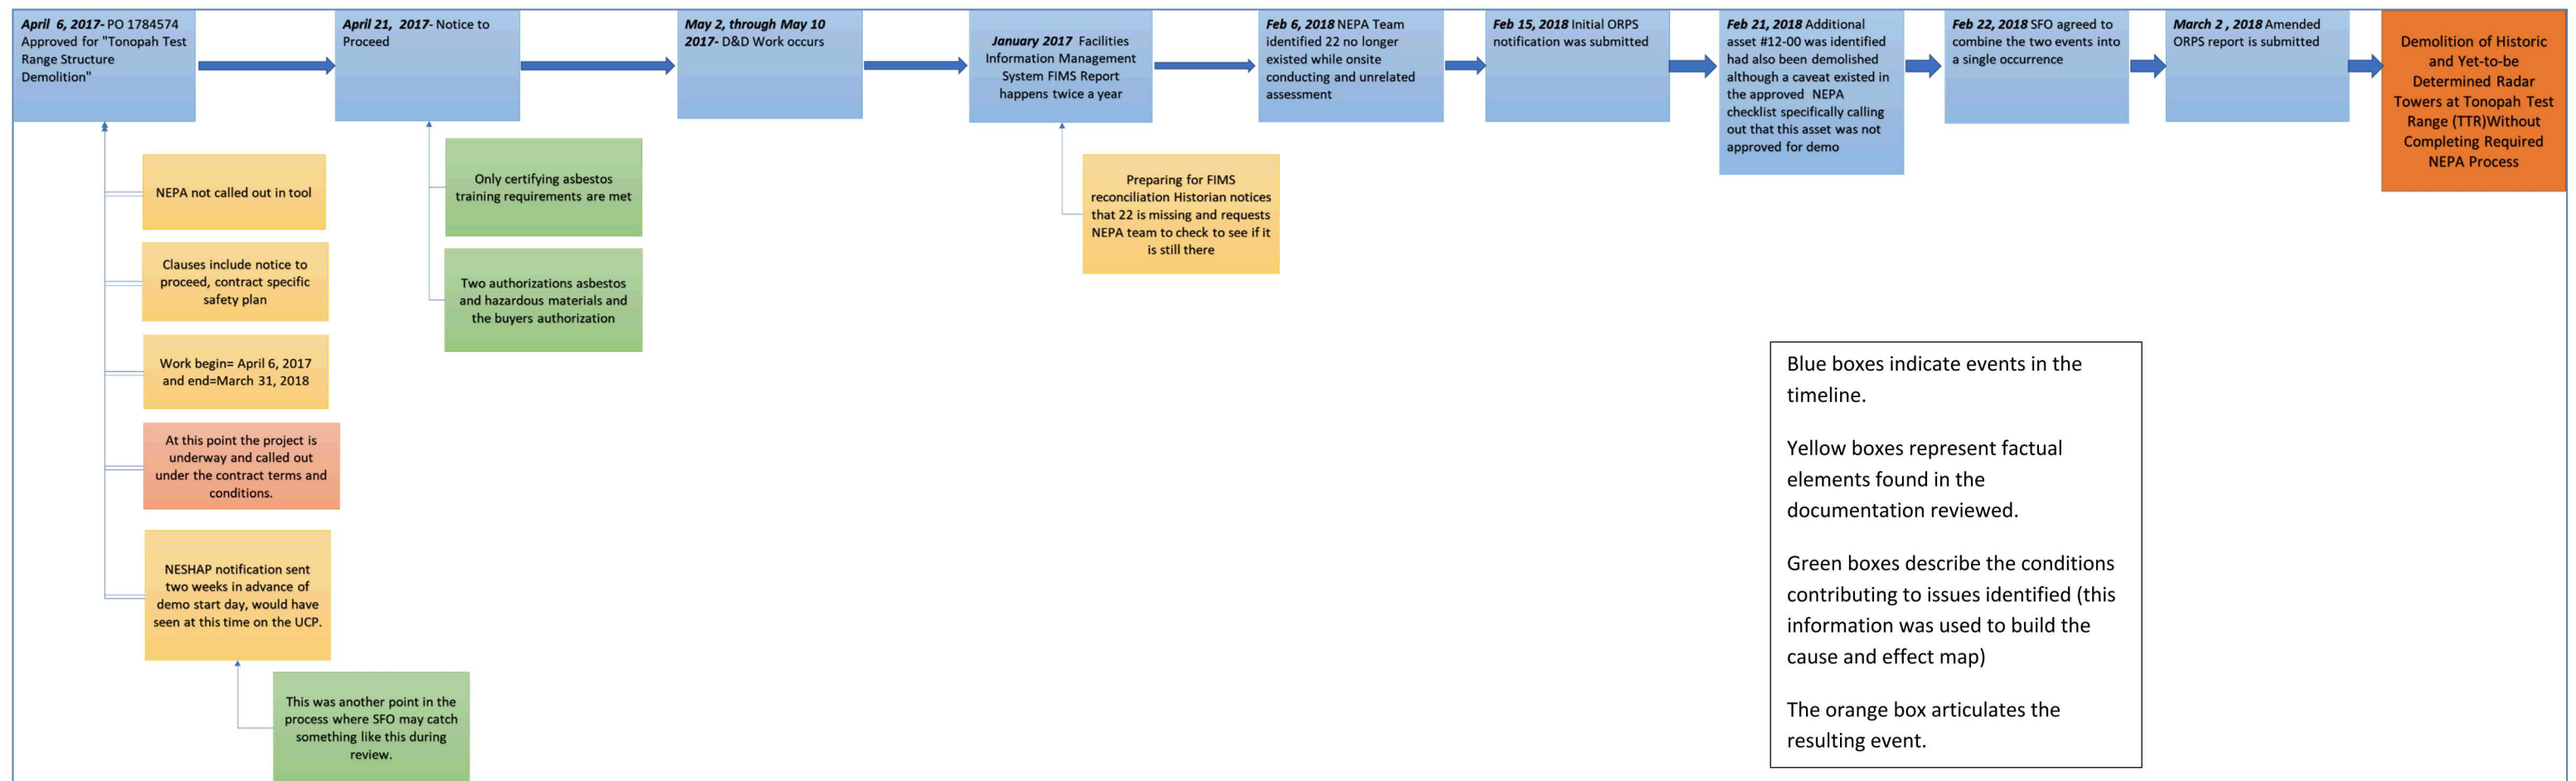 April 6, 2017- PO 1784574
Approved for "Tonopah Test
Range Structure
Demolition"
April 21, 2017- Notice to
Proceed
May 2, through May 10
2017- D&D Work occurs
January 2017 Facilities
Information Management
System FIMS Report
happens twice a year
Feb 6, 2018 NEPA Team
identified 22 no longer
existed while onsite
conducting and unrelated
assessment
Feb 15, 2018 Initial ORPS
notification was submitted
Feb 21, 2018 Additional
asset #12-00 was identified
had also been demolished
although a caveat existed in
the approved NEPA
checklist specifically calling
out that this asset was not
approved for demo
Feb 22, 2018 SFO agreed to
combine the two events into
a single occurrence
March 2 , 2018 Amended
ORPS report is submitted
Demolition of Historic
and Yet-to-be
Determined Radar
Towers at Tonopah Test
Range (TTR)Without
Completing Required
NEPA Process
NEPA not called out in tool
Clauses include notice to
proceed, contract specific
safety plan
Work begin= April 6, 2017
and end=March 31, 2018
At this point the project is
underway and called out
under the contract terms and
conditions.
NESHAP notification sent
two weeks in advance of
demo start day, would have
seen at this time on the UCP.
This was another point in the
process where SFO may catch
something like this during
review.
Only certifying asbestos
training requirements are met
Two authorizations asbestos
and hazardous materials and
the buyers authorization
Preparing for FIMS
reconciliation Historian notices
that 22 is missing and requests
NEPA team to check to see if it
is still there
Blue boxes indicate events in the
timeline.
Yellow boxes represent factual
elements found in the
documentation reviewed.
Green boxes describe the conditions
contributing to issues identified (this
information was used to build the
cause and effect map)
The orange box articulates the
resulting event.